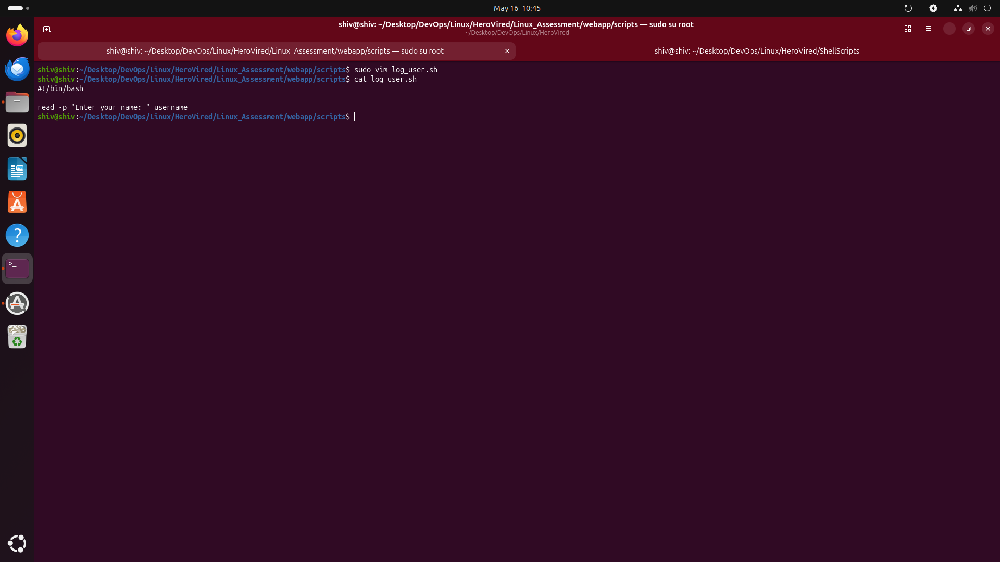 May 16 10:45
shiv@shiv: ~/Desktop/DevOps/Linux/HeroVired/Linux_Assessment/webapp/scripts — sudo su root
~/Desktop/DevOps/Linux/HeroVired
shiv@shiv: ~/Desktop/DevOps/Linux/HeroVired/Linux_Assessment/webapp/scripts — sudo su root
shiv@shiv: ~/Desktop/DevOps/Linux/HeroVired/ShellScripts
shiv@shiv:~/Desktop/DevOps/Linux/HeroVired/Linux_Assessment/webapp/scripts$ sudo vim log_user.sh
shiv@shiv:~/Desktop/DevOps/Linux/HeroVired/Linux_Assessment/webapp/scripts$ cat log_user.sh
#!/bin/bash
read -p "Enter your name: " username
shiv@shiv:~/Desktop/DevOps/Linux/HeroVired/Linux_Assessment/webapp/scripts$